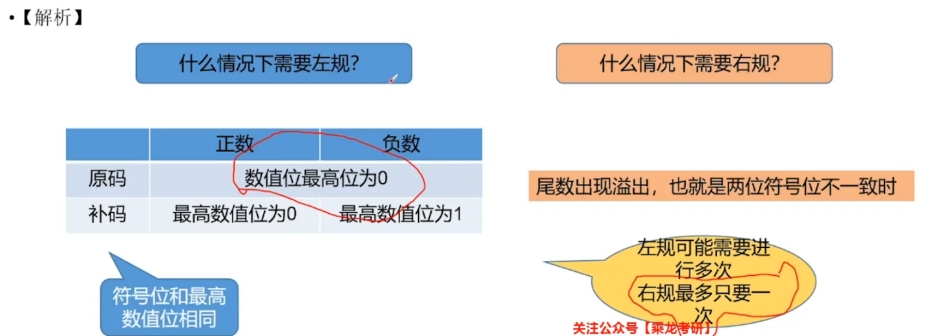 •【解析】
什么情况下需要左规？
什么情况下需要右规？
正数 负数
原码 数值位最高位为0
补码 最高数值位为0 最高数值位为1
尾数出现溢出，也就是两位符号位不一致时
符号位和最高
数值位相同
左规可能需要进
行多次
右规最多只要一
次
关注公众号【乘龙考研】